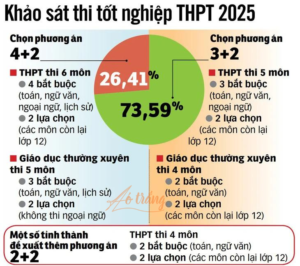 Khảo sát thi tốt nghiệp THPT 2025
Chọn phương án
4+2
THPT thi 6 môn
4 bắt buộc
(toán, ngữ văn,
ngoại ngữ, lịch sử)
2 lựa chọn
(các môn còn lại
lớp 12)
26,41%
73,59%
Chọn phương án
3+2
THPT thi 5 môn
3 bắt buộc
(toán, ngữ văn,
ngoại ngữ)
2 lựa chọn
(các môn còn lại
lớp 12)
Giáo dục thường xuyên
thi 5 môn
3 bắt buộc
(toán, ngữ văn, lịch sử)
2 lựa chọn
(không thi ngoại ngữ)
Giáo dục thường xuyên
thi 4 môn
2 bắt buộc
(toán, ngữ văn)
2 lựa chọn
(các môn còn lại lớp 12)
Áo trắng
Một số tỉnh thành
đề xuất thêm phương án
2+2
THPT thi 4 môn
2 bắt buộc (toán, ngữ văn)
2 lựa chọn (các môn còn lại lớp 12)